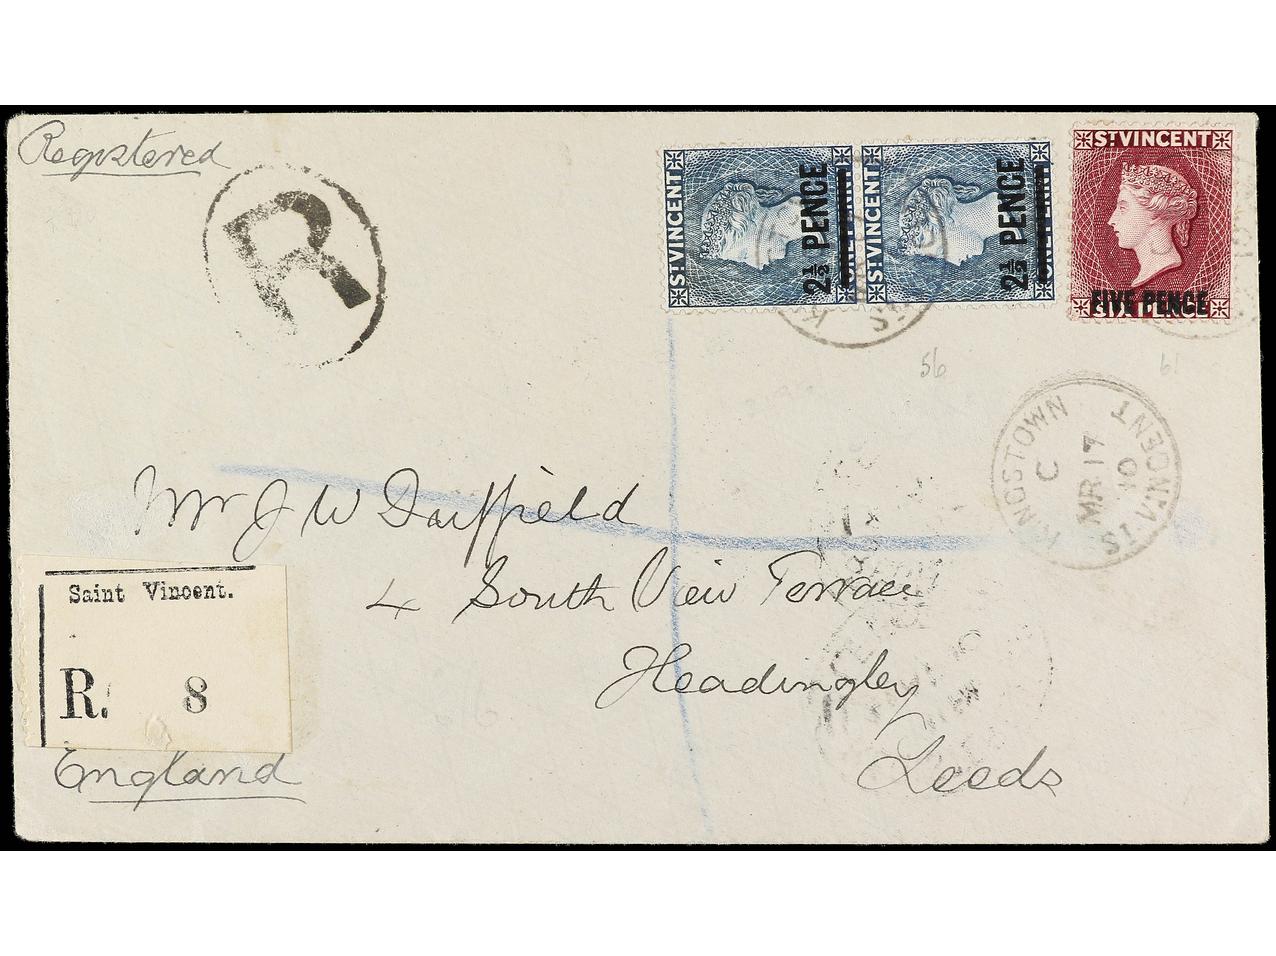 Registered
R
ST VINCENT
2½ PENCE
ST VINCENT
2½ PENCE
ST VINCENT
FIVE PENCE
SIX PENCE
56
61
KINGSTOWN
C
MR 17
10
ST VINCENT
Mr J W Duffield
4 South View Terrace
Headingley
Leeds
Saint Vincent.
R. 8
England